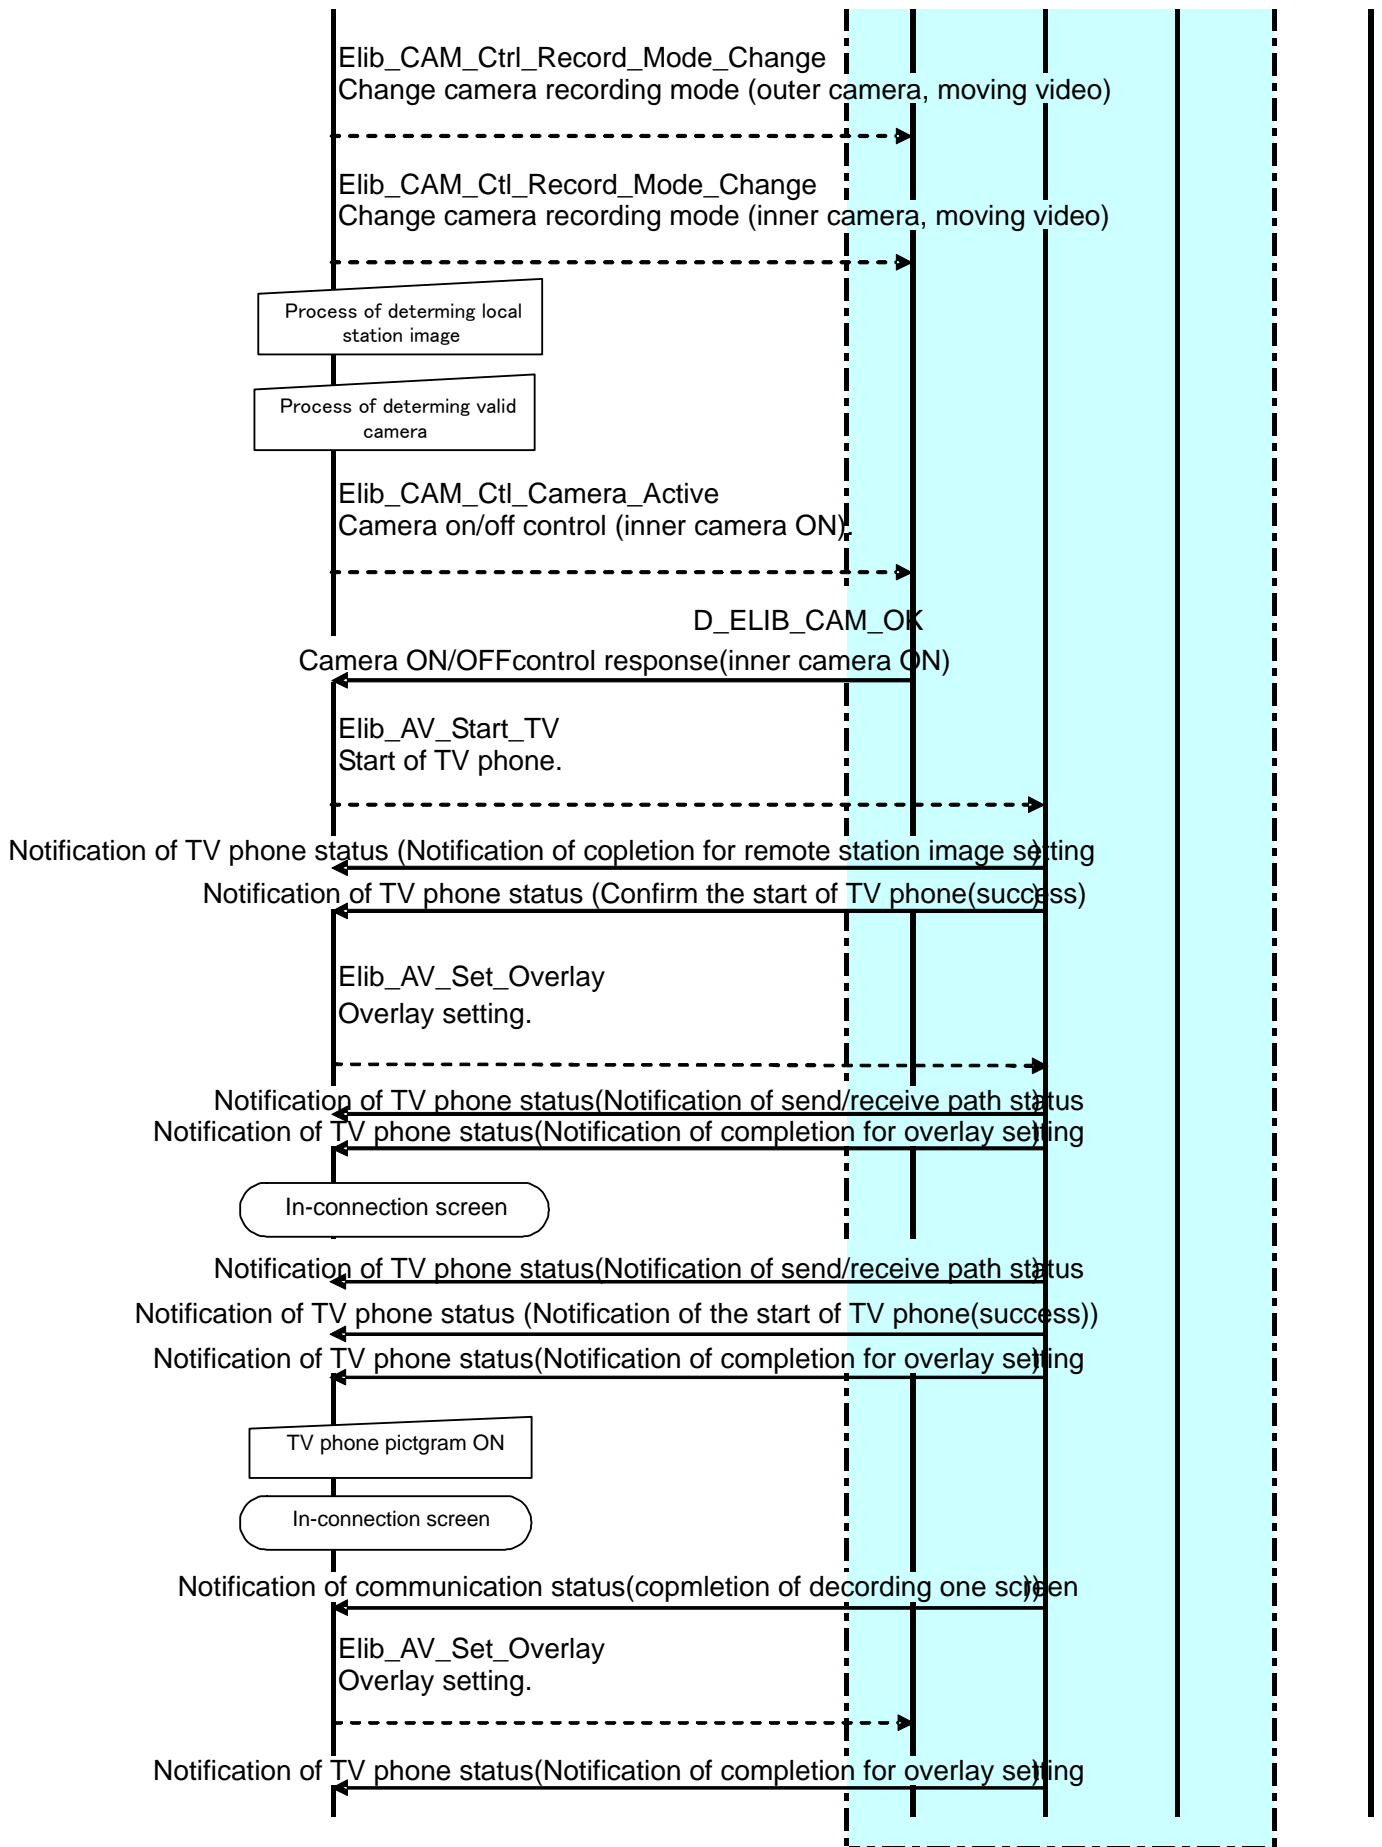 Elib_CAM_Ctrl_Record_Mode_Change
Change camera recording mode (outer camera, moving video)
Elib_CAM_Ctl_Record_Mode_Change
Change camera recording mode (inner camera, moving video)
Process of determing local
station image
Process of determing valid
camera
Elib_CAM_Ctl_Camera_Active
Camera on/off control (inner camera ON).
D_ELIB_CAM_OK
Camera ON/OFFcontrol response(inner camera ON)
Elib_AV_Start_TV
Start of TV phone.
Notification of TV phone status (Notification of copletion for remote station image setting)
Notification of TV phone status (Confirm the start of TV phone(success))
Elib_AV_Set_Overlay
Overlay setting.
Notification of TV phone status(Notification of send/receive path status)
Notification of TV phone status(Notification of completion for overlay setting)
In-connection screen
Notification of TV phone status(Notification of send/receive path status)
Notification of TV phone status (Notification of the start of TV phone(success))
Notification of TV phone status(Notification of completion for overlay setting)
TV phone pictgram ON
In-connection screen
Notification of communication status(copmletion of decording one screen))
Elib_AV_Set_Overlay
Overlay setting.
Notification of TV phone status(Notification of completion for overlay setting)